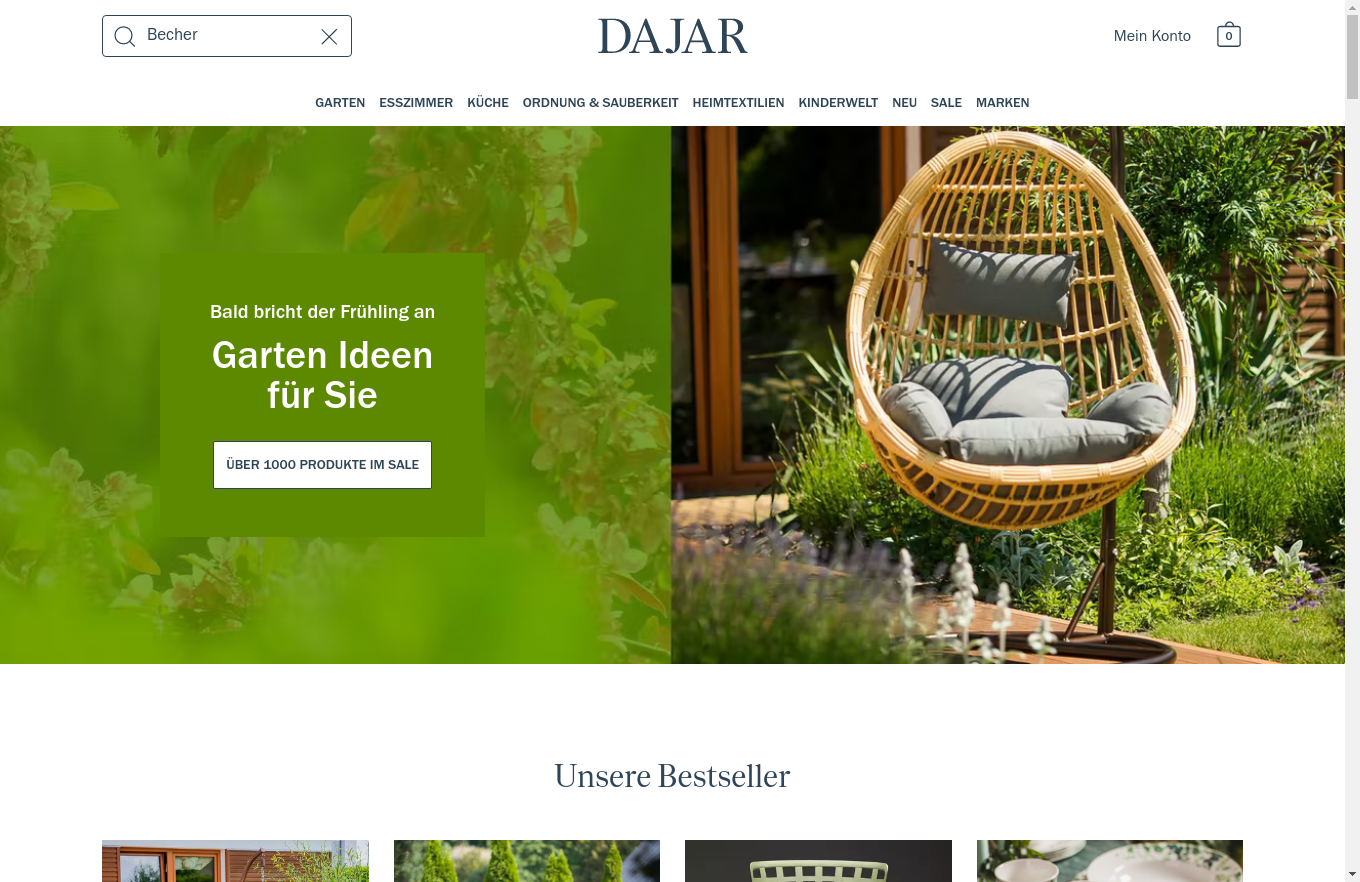 Becher
DAJAR
Mein Konto
0
GARTEN ESSZIMMER KÜCHE ORDNUNG & SAUBERKEIT HEIMTEXTILIEN KINDERWELT NEU SALE MARKEN
Bald bricht der Frühling an
Garten Ideen
für Sie
ÜBER 1000 PRODUKTE IM SALE
Unsere Bestseller